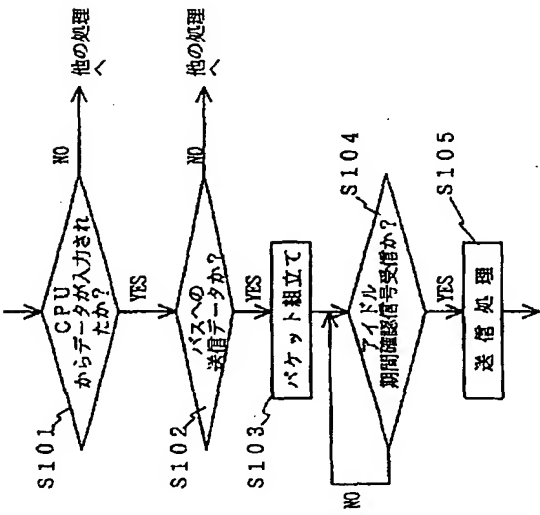 S101
CPU
からデータが入力され
たか?
NO
他の処理
へ
YES
S102
バスへの
送信データか?
NO
他の処理
へ
YES
S103
パケット組立て
S104
アイドル
期間確認信号受信か?
NO
YES
S105
送信処理